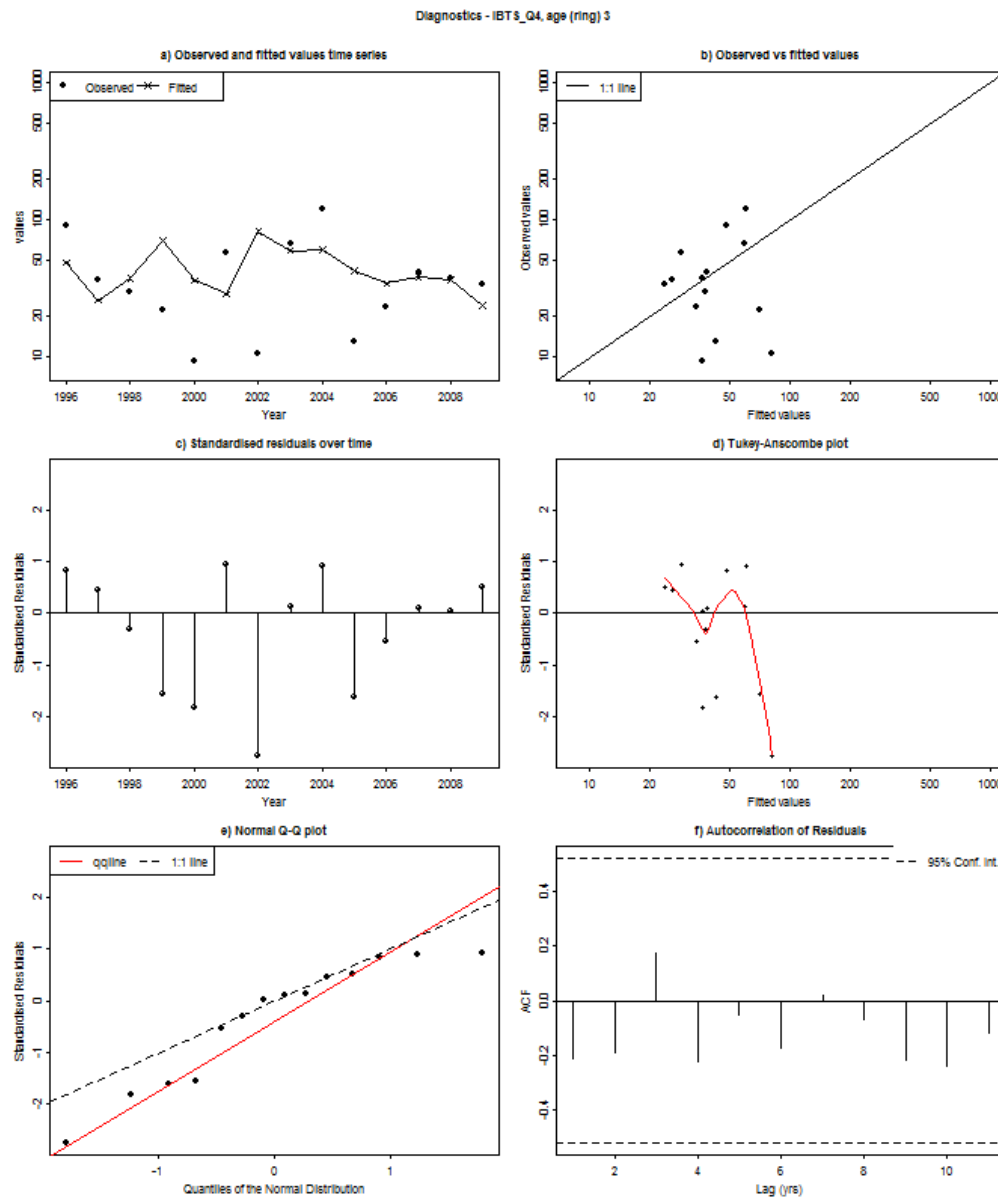 Diagnostics - IBTS_Q4, age (ring) 3
a) Observed and fitted values time series
Observed Fitted
values
1000
500
200
100
50
20
10
1996 1998 2000 2002 2004 2006 2008
Year
b) Observed vs fitted values
1:1 line
Observed values
1000
500
200
100
50
20
10
10 20 50 100 200 500 1000
Fitted values
c) Standardised residuals over time
Standardised Residuals
2
1
0
-1
-2
1996 1998 2000 2002 2004 2006 2008
Year
d) Tukey-Anscombe plot
Standardised Residuals
2
1
0
-1
-2
10 20 50 100 200 500 1000
Fitted values
e) Normal Q-Q plot
qqline 1:1 line
Standardised Residuals
2
1
0
-1
-2
-1 0 1
Quantiles of the Normal Distribution
f) Autocorrelation of Residuals
95% Conf. Int.
ACF
0.4
0.2
0.0
-0.2
-0.4
2 4 6 8 10
Lag (yrs)